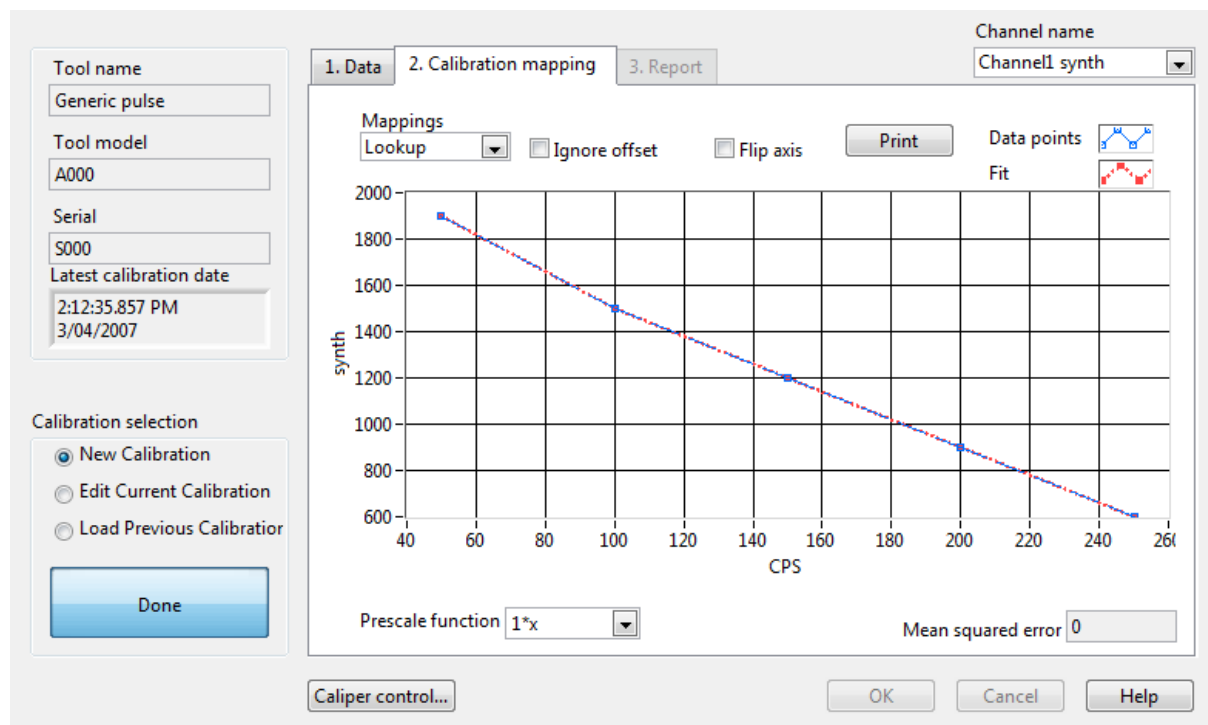 Channel name
Channel1 synth
Tool name
Generic pulse
Tool model
A000
Serial
S000
Latest calibration date
2:12:35.857 PM
3/04/2007
Calibration selection
New Calibration
Edit Current Calibration
Load Previous Calibration
Done
1. Data
2. Calibration mapping
3. Report
Mappings
Lookup
Ignore offset
Flip axis
Print
Data points
Fit
synth
2000
1800
1600
1400
1200
1000
800
600
40 60 80 100 120 140 160 180 200 220 240 260
CPS
Prescale function 1*x
Mean squared error 0
Caliper control...
OK
Cancel
Help